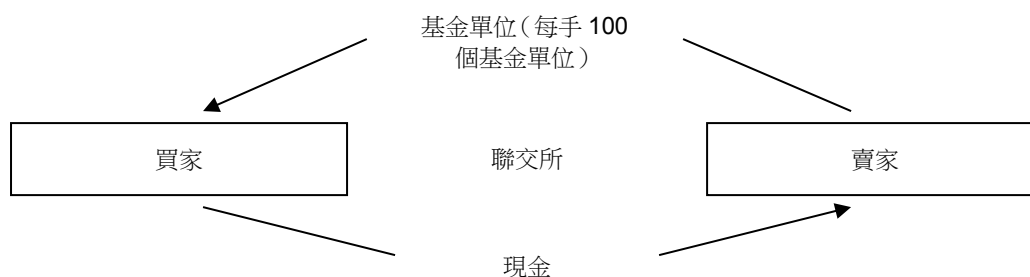 基金單位（每手 100
個基金單位）
買家
聯交所
賣家
現金